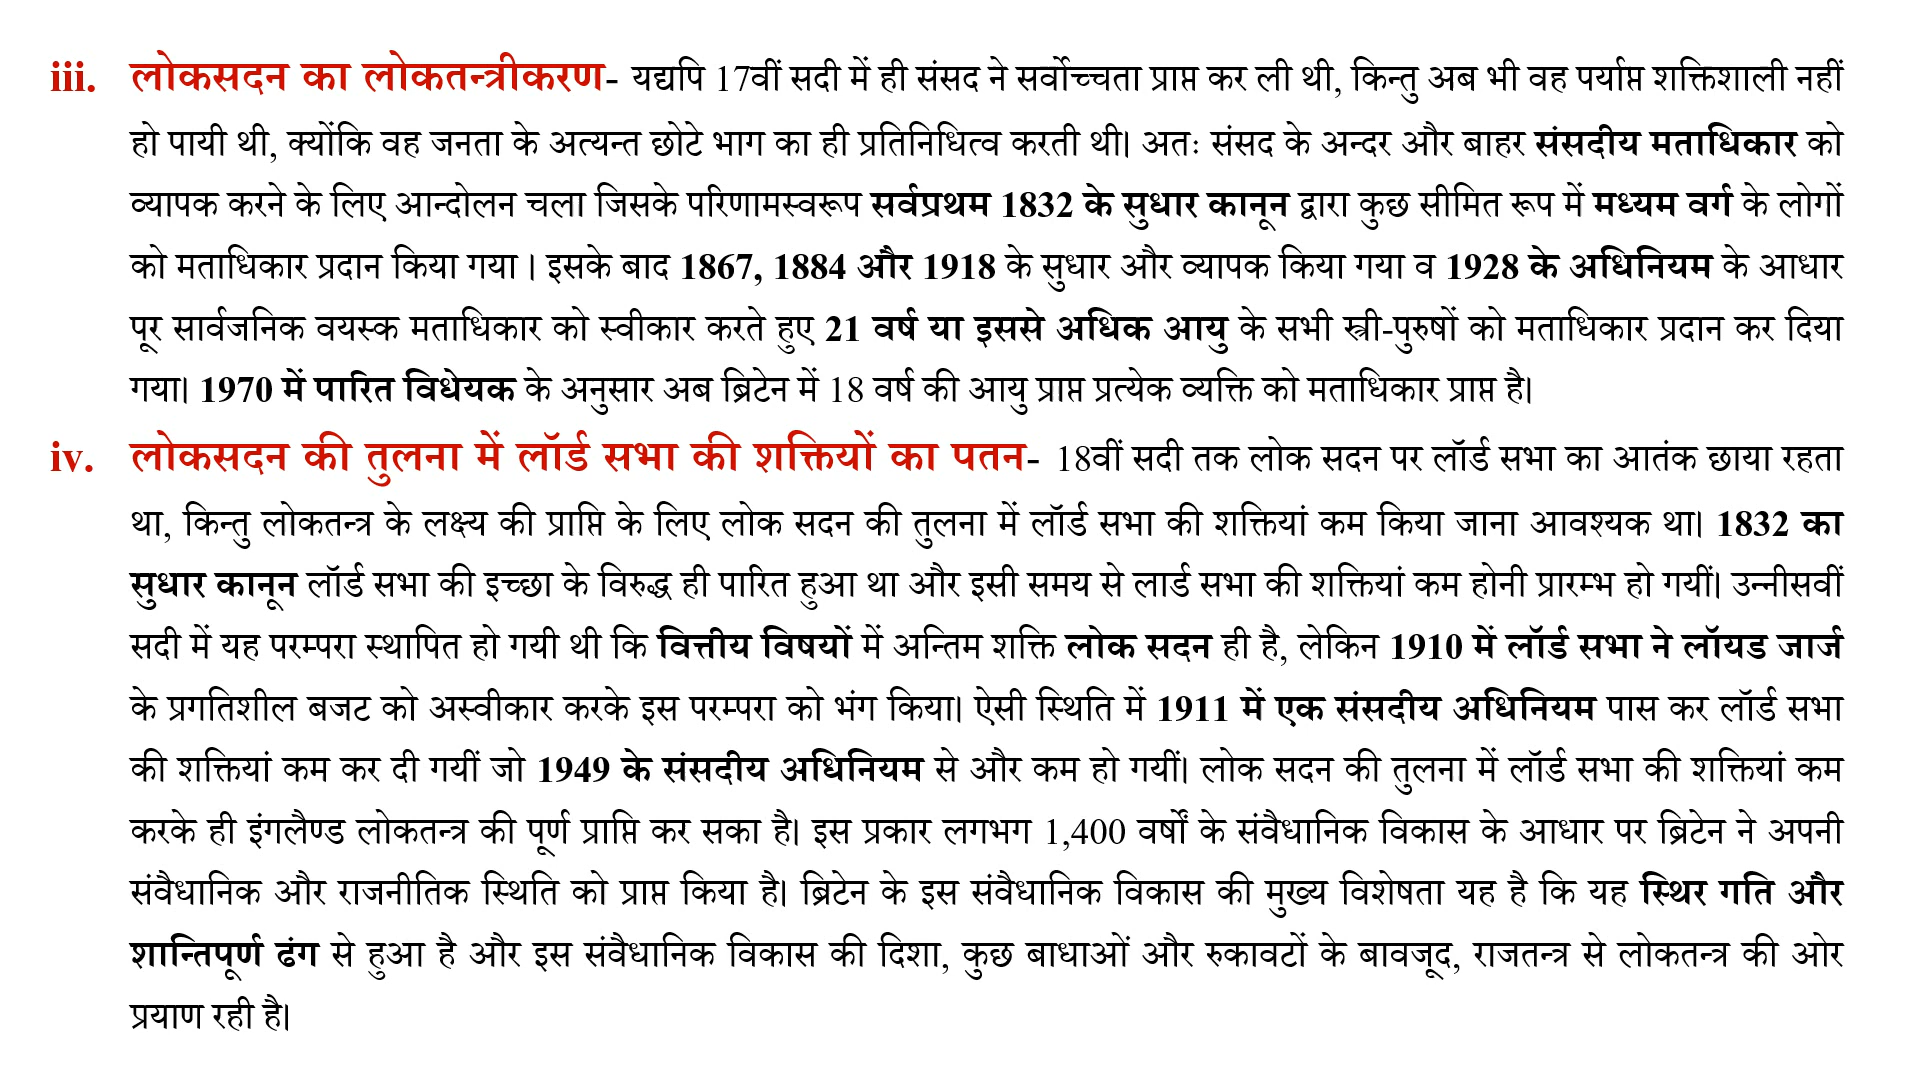 iii. लोकसदन का लोकतन्त्रीकरण- यद्यपि 17वीं सदी में ही संसद ने सर्वोच्चता प्राप्त कर ली थी, किन्तु अब भी वह पर्याप्त शक्तिशाली नहीं
हो पायी थी, क्योंकि वह जनता के अत्यन्त छोटे भाग का ही प्रतिनिधित्व करती थी। अतः संसद के अन्दर और बाहर संसदीय मताधिकार को
व्यापक करने के लिए आन्दोलन चला जिसके परिणामस्वरूप सर्वप्रथम 1832 के सुधार कानून द्वारा कुछ सीमित रूप में मध्यम वर्ग के लोगों
को मताधिकार प्रदान किया गया । इसके बाद 1867, 1884 और 1918 के सुधार और व्यापक किया गया व 1928 के अधिनियम के आधार
पूर सार्वजनिक वयस्क मताधिकार को स्वीकार करते हुए 21 वर्ष या इससे अधिक आयु के सभी स्त्री-पुरुषों को मताधिकार प्रदान कर दिया
गया। 1970 में पारित विधेयक के अनुसार अब ब्रिटेन में 18 वर्ष की आयु प्राप्त प्रत्येक व्यक्ति को मताधिकार प्राप्त है।
iv. लोकसदन की तुलना में लॉर्ड सभा की शक्तियों का पतन- 18वीं सदी तक लोक सदन पर लॉर्ड सभा का आतंक छाया रहता
था, किन्तु लोकतन्त्र के लक्ष्य की प्राप्ति के लिए लोक सदन की तुलना में लॉर्ड सभा की शक्तियां कम किया जाना आवश्यक था। 1832 का
सुधार कानून लॉर्ड सभा की इच्छा के विरुद्ध ही पारित हुआ था और इसी समय से लार्ड सभा की शक्तियां कम होनी प्रारम्भ हो गयीं। उन्नीसवीं
सदी में यह परम्परा स्थापित हो गयी थी कि वित्तीय विषयों में अन्तिम शक्ति लोक सदन ही है, लेकिन 1910 में लॉर्ड सभा ने लॉयड जार्ज
के प्रगतिशील बजट को अस्वीकार करके इस परम्परा को भंग किया। ऐसी स्थिति में 1911 में एक संसदीय अधिनियम पास कर लॉर्ड सभा
की शक्तियां कम कर दी गयीं जो 1949 के संसदीय अधिनियम से और कम हो गयीं। लोक सदन की तुलना में लॉर्ड सभा की शक्तियां कम
करके ही इंगलैण्ड लोकतन्त्र की पूर्ण प्राप्ति कर सका है। इस प्रकार लगभग 1,400 वर्षों के संवैधानिक विकास के आधार पर ब्रिटेन ने अपनी
संवैधानिक और राजनीतिक स्थिति को प्राप्त किया है। ब्रिटेन के इस संवैधानिक विकास की मुख्य विशेषता यह है कि यह स्थिर गति और
शान्तिपूर्ण ढंग से हुआ है और इस संवैधानिक विकास की दिशा, कुछ बाधाओं और रुकावटों के बावजूद, राजतन्त्र से लोकतन्त्र की ओर
प्रयाण रही है।